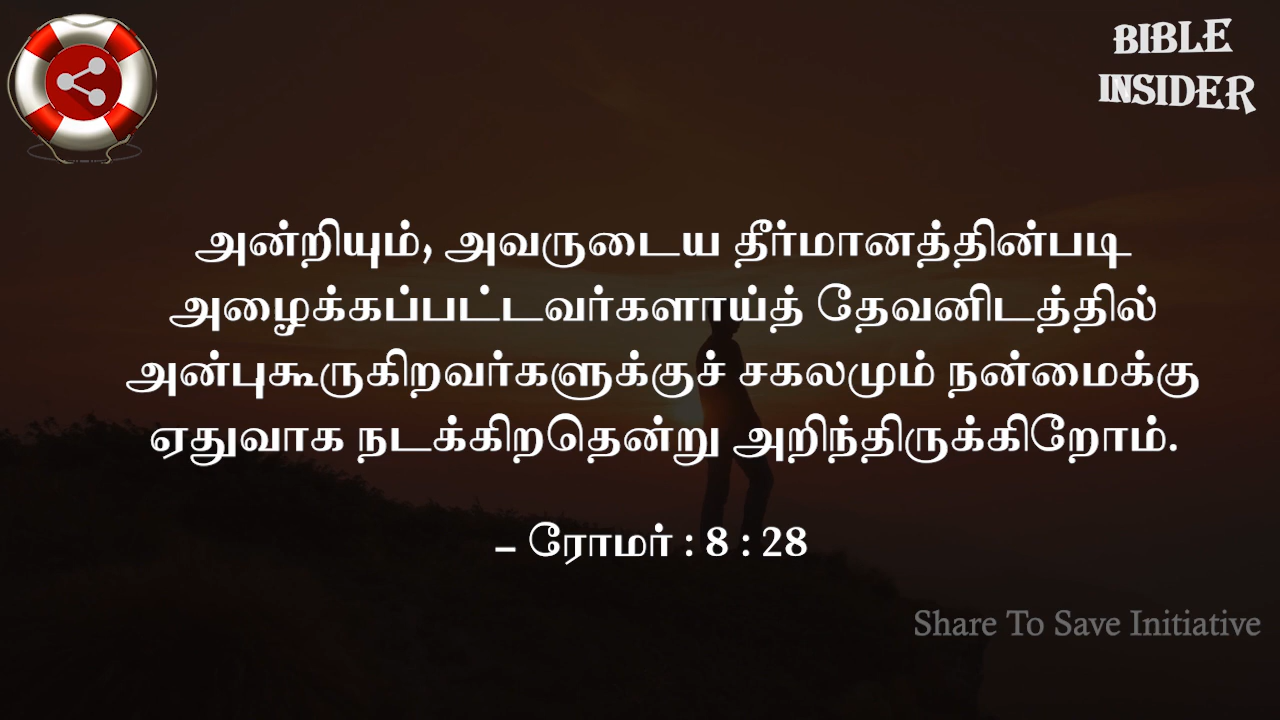 BIBLE
INSIDER
அன்றியும், அவருடைய தீர்மானத்தின்படி
அழைக்கப்பட்டவர்களாய்த் தேவனிடத்தில்
அன்புகூருகிறவர்களுக்குச் சகலமும் நன்மைக்கு
ஏதுவாக நடக்கிறதென்று அறிந்திருக்கிறோம்.
– ரோமர் : 8 : 28
Share To Save Initiative